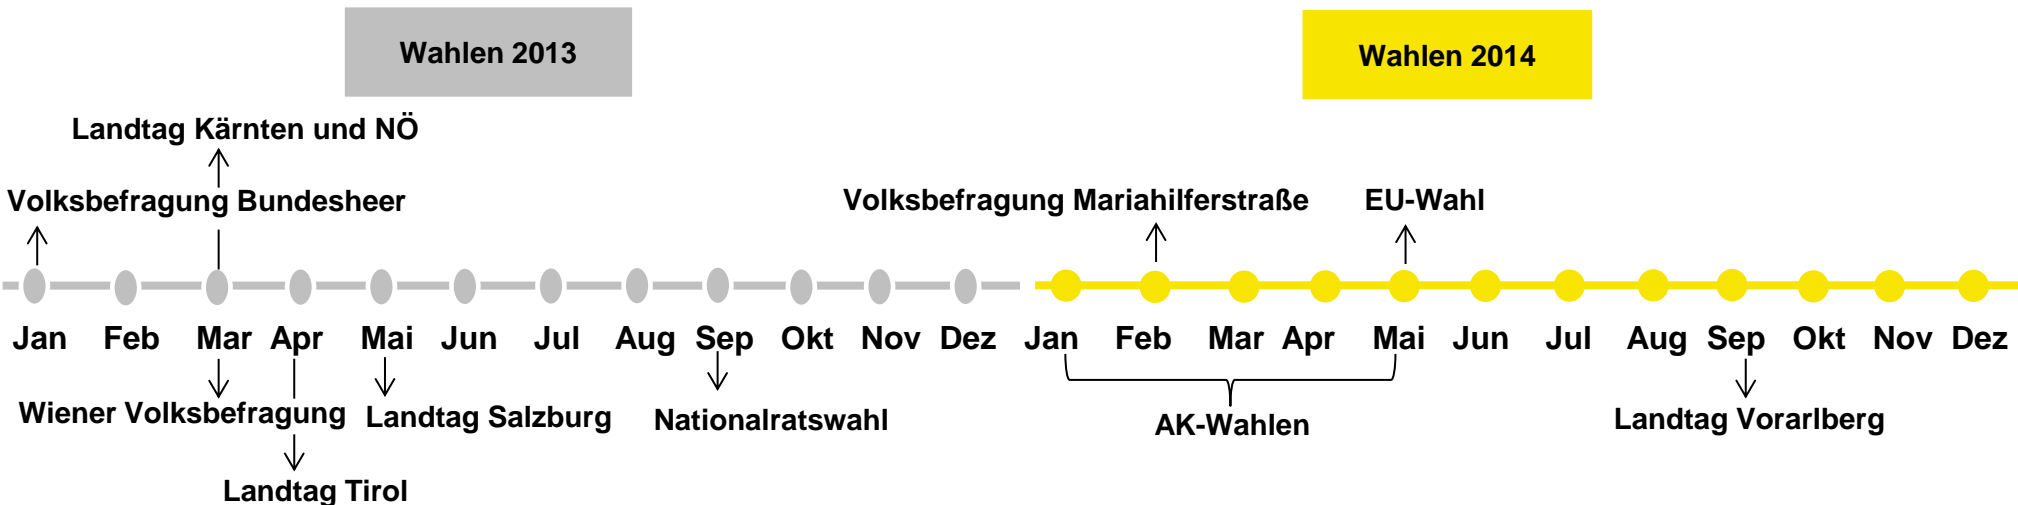 Wahlen 2013
Wahlen 2014
Landtag Kärnten und NÖ
Volksbefragung Bundesheer
Volksbefragung Mariahilferstraße
EU-Wahl
Jan Feb Mar Apr Mai Jun Jul Aug Sep Okt Nov Dez Jan Feb Mar Apr Mai Jun Jul Aug Sep Okt Nov Dez
Wiener Volksbefragung
Landtag Salzburg
Nationalratswahl
AK-Wahlen
Landtag Vorarlberg
Landtag Tirol